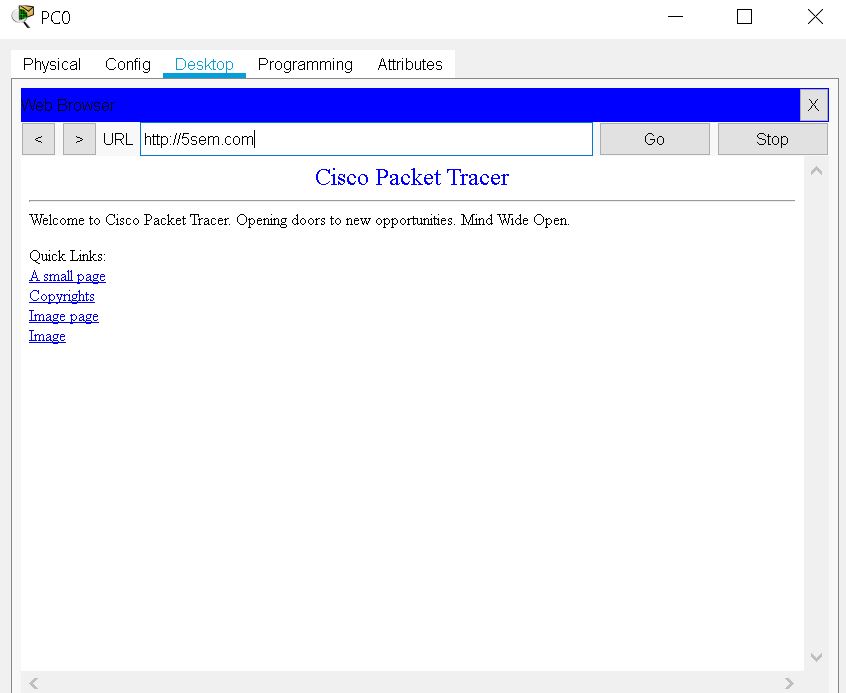 PC0
Physical Config Desktop Programming Attributes
Web Browser X
< > URL http://5sem.com Go Stop
Cisco Packet Tracer
Welcome to Cisco Packet Tracer. Opening doors to new opportunities. Mind Wide Open.
Quick Links:
A small page
Copyrights
Image page
Image